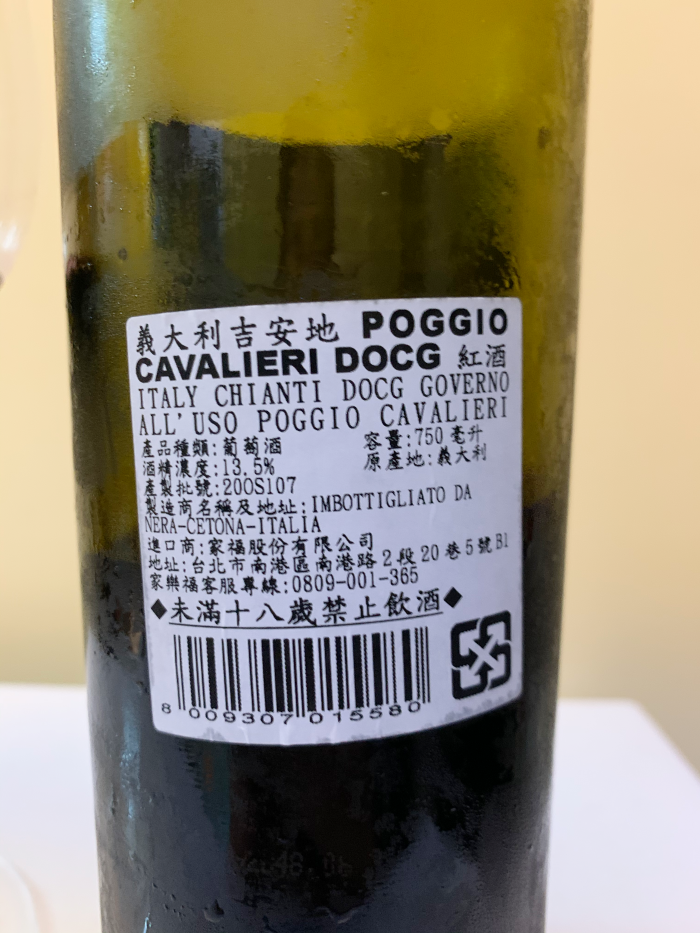 義大利吉安地 POGGIO
CAVALIERI DOCG 紅酒
ITALY CHIANTI DOCG GOVERNO
ALL'USO POGGIO CAVALIERI
產品種類:葡萄酒 容量:750 毫升
酒精濃度:13.5% 原產地:義大利
產製批號:200S107
製造商名稱及地址:IMBOTTIGLIATO DA
NERA-CETONA-ITALIA
進口商:家福股份有限公司
地址:台北市南港區南港路2段20巷5號B1
家樂福客服專線:0809-001-365
◆未滿十八歲禁止飲酒◆
8 009307 015580